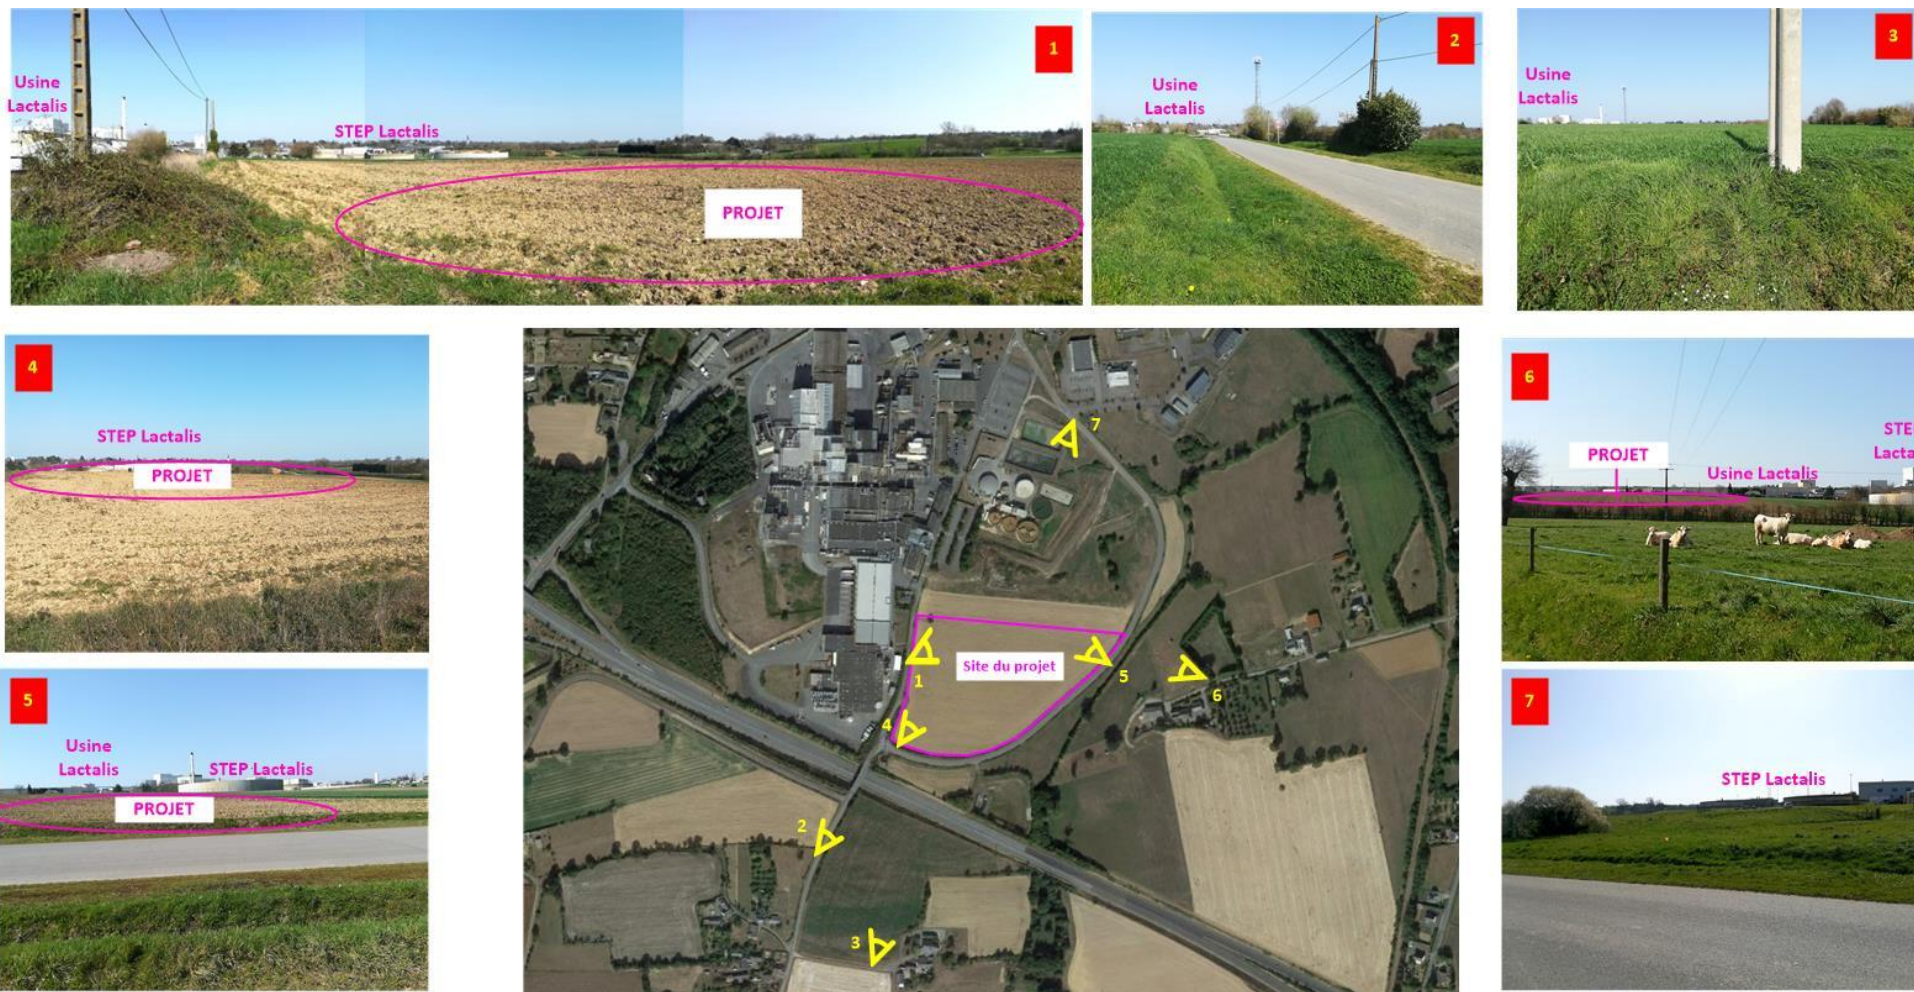 1
Usine
Lactalis
STEP Lactalis
PROJET
2
Usine
Lactalis
3
Usine
Lactalis
4
STEP Lactalis
PROJET
5
Usine
Lactalis
STEP Lactalis
PROJET
7
Site du projet
1
5
6
4
2
3
6
PROJET
Usine Lactalis
STE
Lacta
7
STEP Lactalis